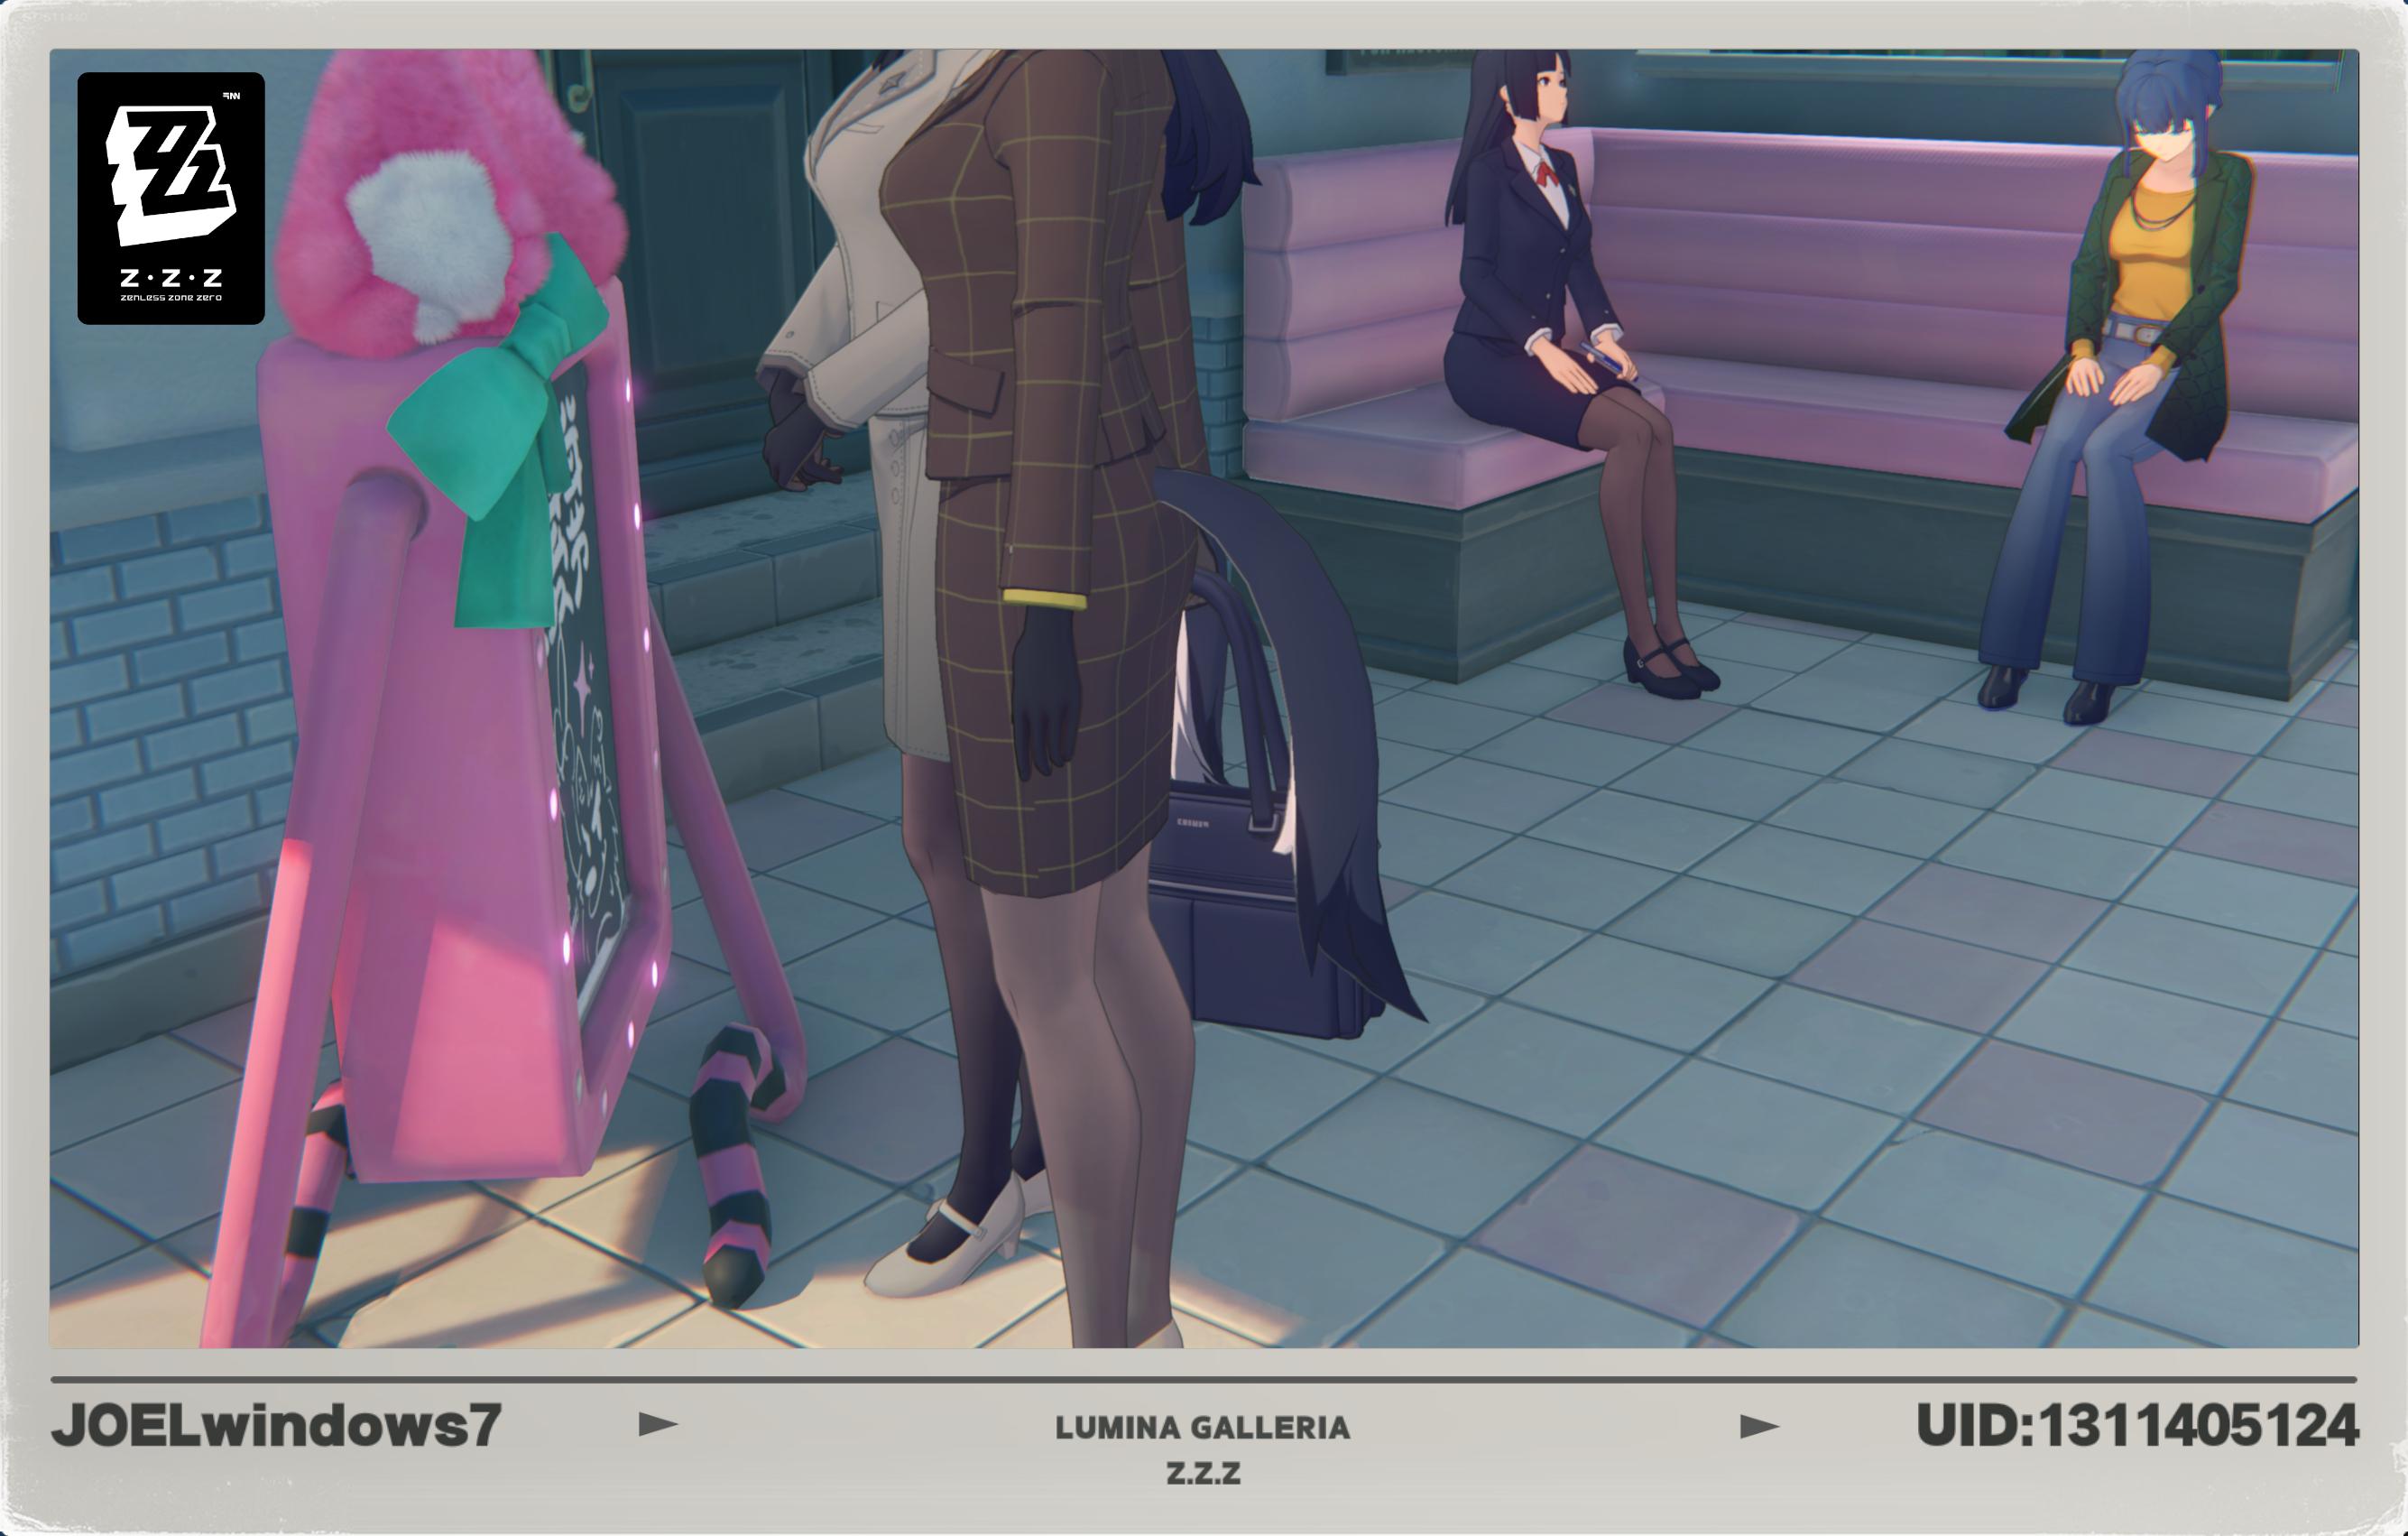 Z·Z·Z
ZENLESS ZONE ZERO
JOELwindows7
LUMINA GALLERIA
Z.Z.Z
UID:1311405124